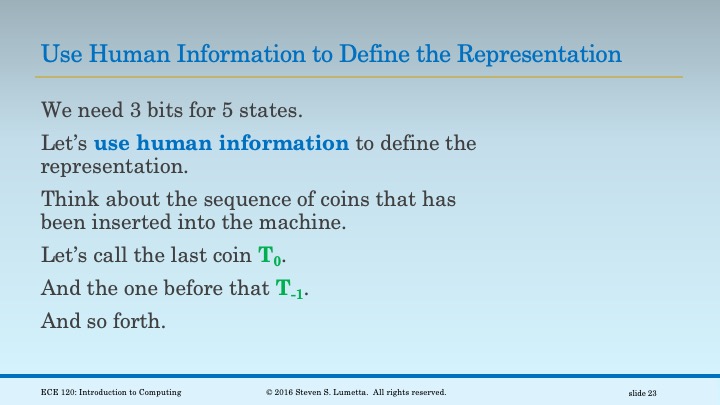 Use Human Information to Define the Representation
We need 3 bits for 5 states.
Let’s use human information to define the
representation.
Think about the sequence of coins that has
been inserted into the machine.
Let’s call the last coin T₀.
And the one before that T₋₁.
And so forth.
ECE 120: Introduction to Computing
© 2016 Steven S. Lumetta. All rights reserved.
slide 23